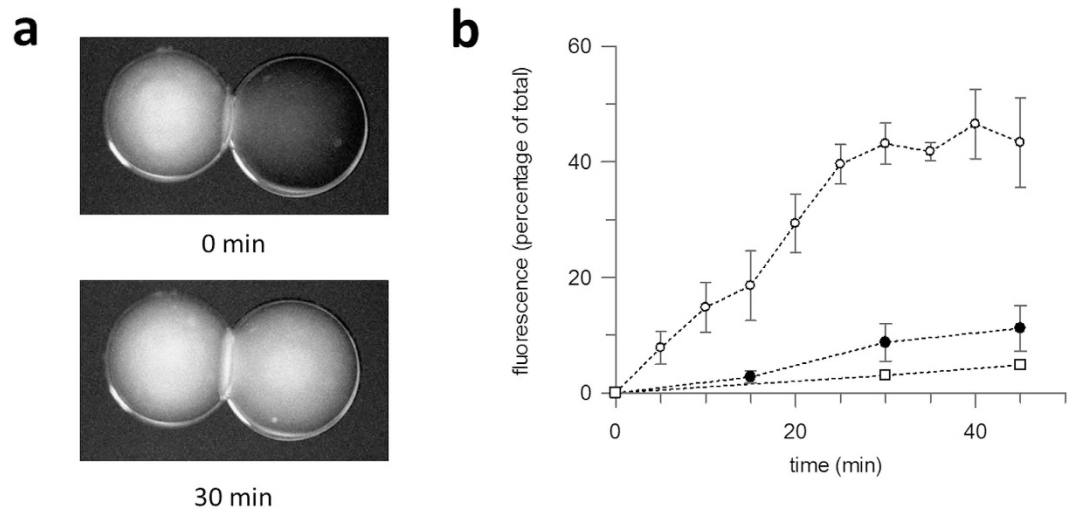 a
0 min
30 min
b
fluorescence (percentage of total)
60
40
20
0
0 20 40
time (min)